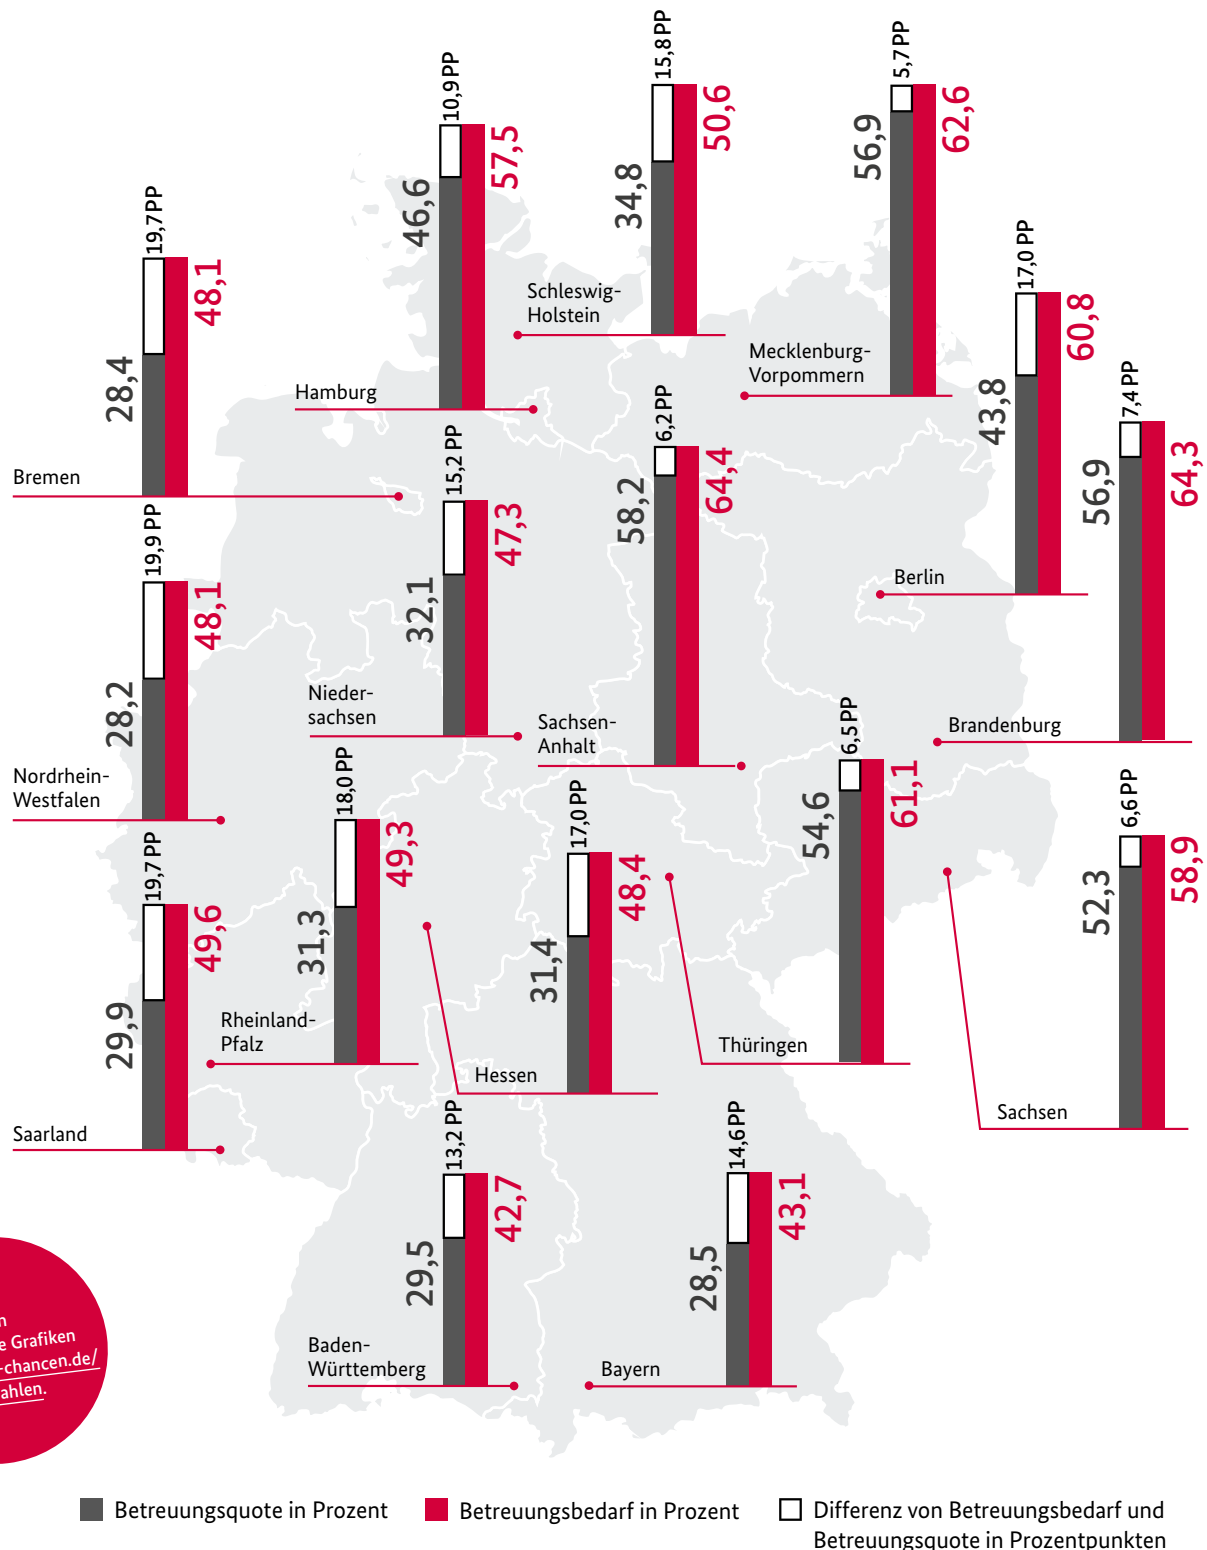 10,9 PP
46,6
57,5
Hamburg
15,8 PP
34,8
50,6
Schleswig-
Holstein
5,7 PP
56,9
62,6
Mecklenburg-
Vorpommern
19,7 PP
28,4
48,1
Bremen
17,0 PP
43,8
60,8
Berlin
7,4 PP
56,9
64,3
Brandenburg
15,2 PP
32,1
47,3
Nieder-
sachsen
6,2 PP
58,2
64,4
Sachsen-
Anhalt
19,9 PP
28,2
48,1
Nordrhein-
Westfalen
18,0 PP
31,3
49,3
Rheinland-
Pfalz
17,0 PP
31,4
48,4
Hessen
6,5 PP
54,6
61,1
Thüringen
6,6 PP
52,3
58,9
Sachsen
19,7 PP
29,9
49,6
Saarland
13,2 PP
29,5
42,7
Baden-
Württemberg
14,6 PP
28,5
43,1
Bayern
n
e Grafiken
-chancen.de/
ahlen.
Betreuungsquote in Prozent
Betreuungsbedarf in Prozent
Differenz von Betreuungsbedarf und
Betreuungsquote in Prozentpunkten